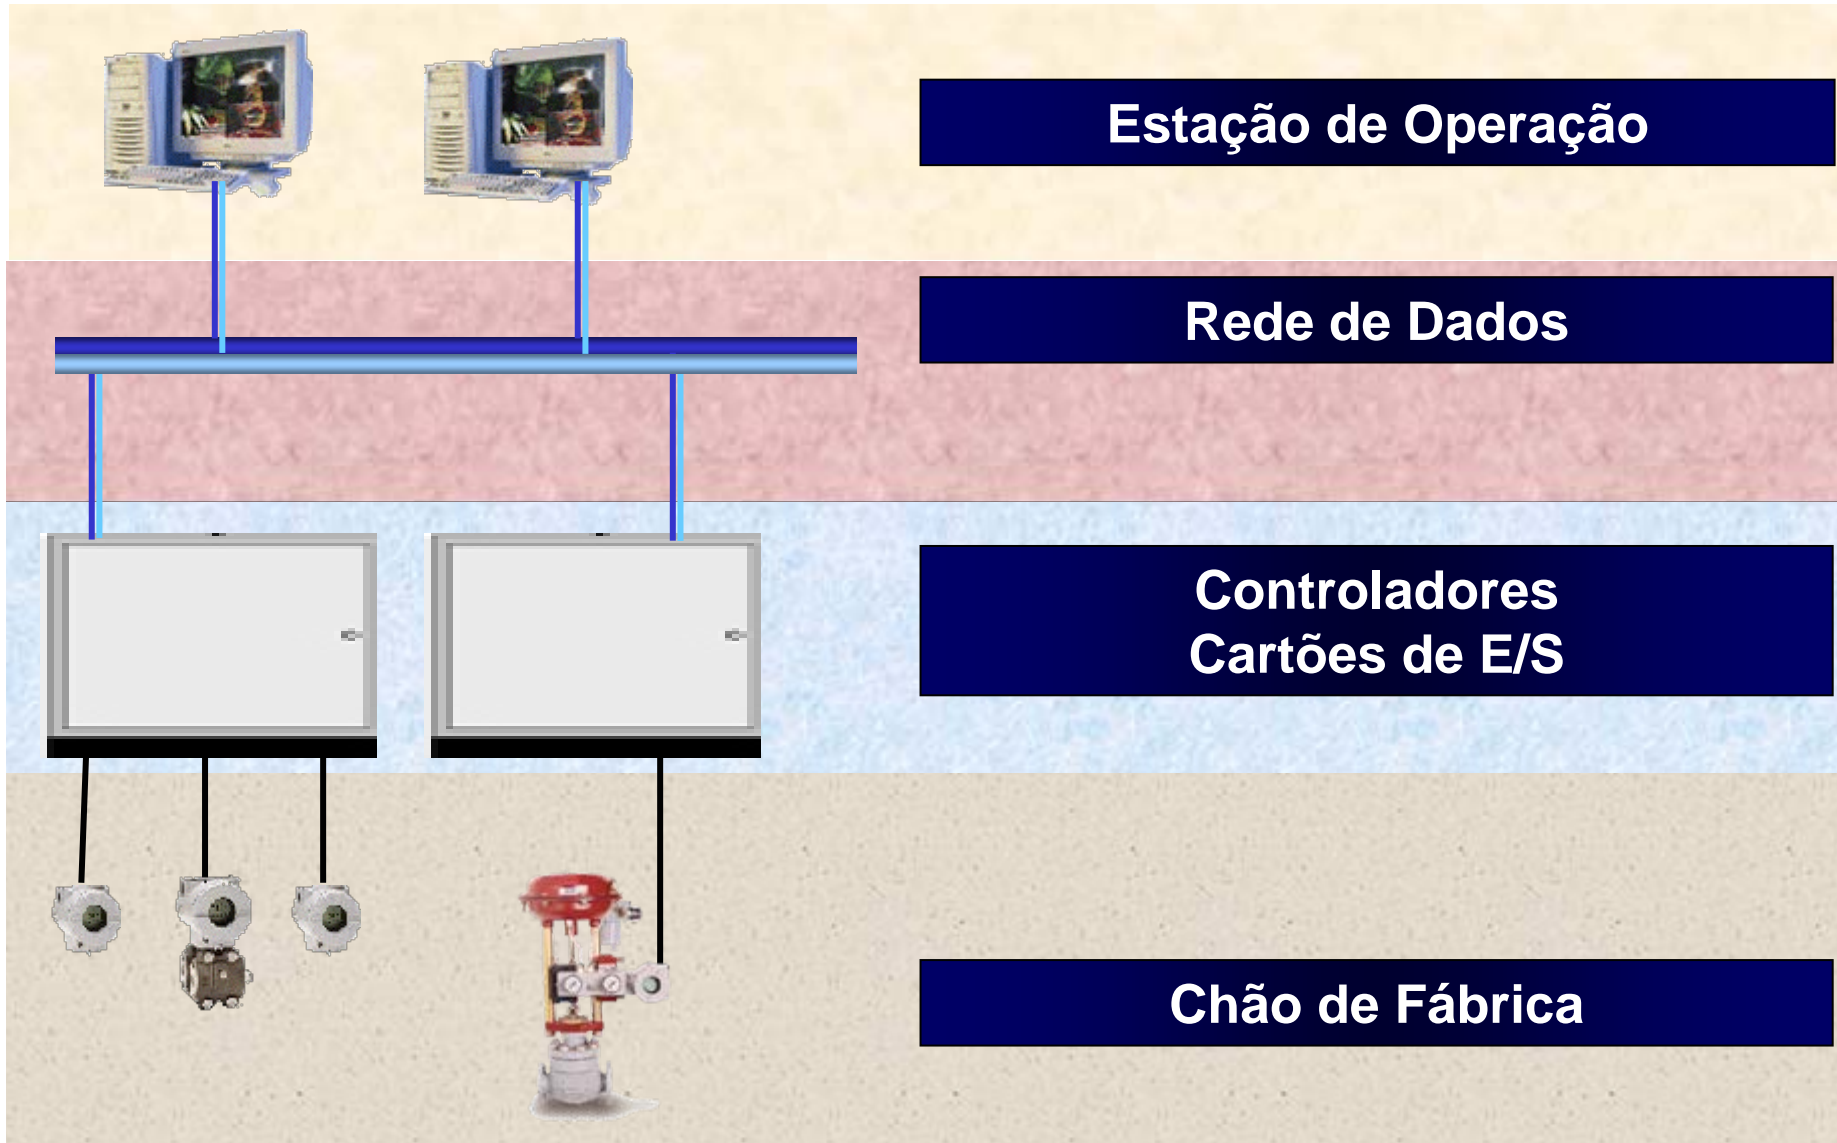 Estação de Operação
Rede de Dados
Controladores
Cartões de E/S
Chão de Fábrica